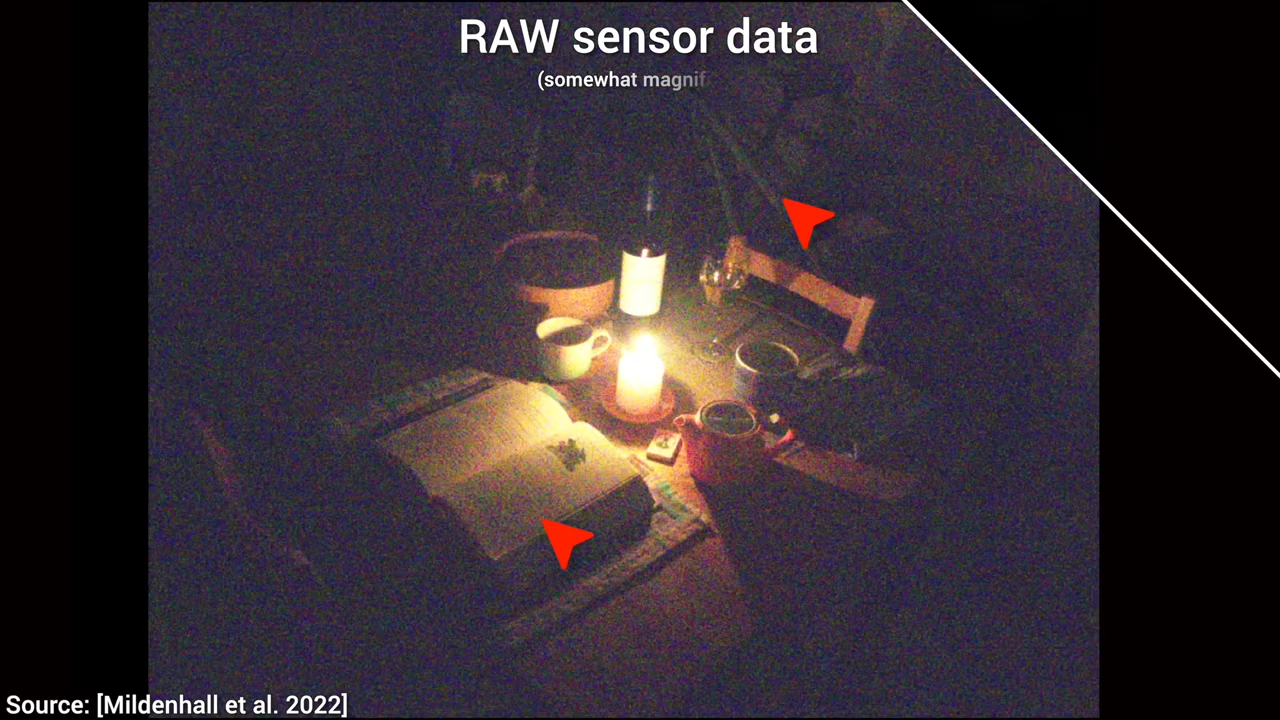 RAW sensor data
(somewhat magnif
Source: [Mildenhall et al. 2022]